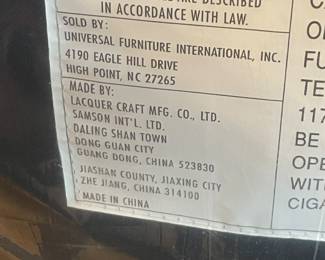 ARE DESCRIBED
IN ACCORDANCE WITH LAW.
SOLD BY:
UNIVERSAL FURNITURE INTERNATIONAL, INC.
4190 EAGLE HILL DRIVE
HIGH POINT, NC 27265
MADE BY:
LACQUER CRAFT MFG. CO., LTD.
SAMSON INT'L. LTD.
DALING SHAN TOWN
DONG GUAN CITY
GUANG DONG, CHINA 523830
JIASHAN COUNTY, JIAXING CITY
ZHE JIANG, CHINA 314100
MADE IN CHINA
C
O
FU
TE
117
BE
OPE
WIT
CIGA